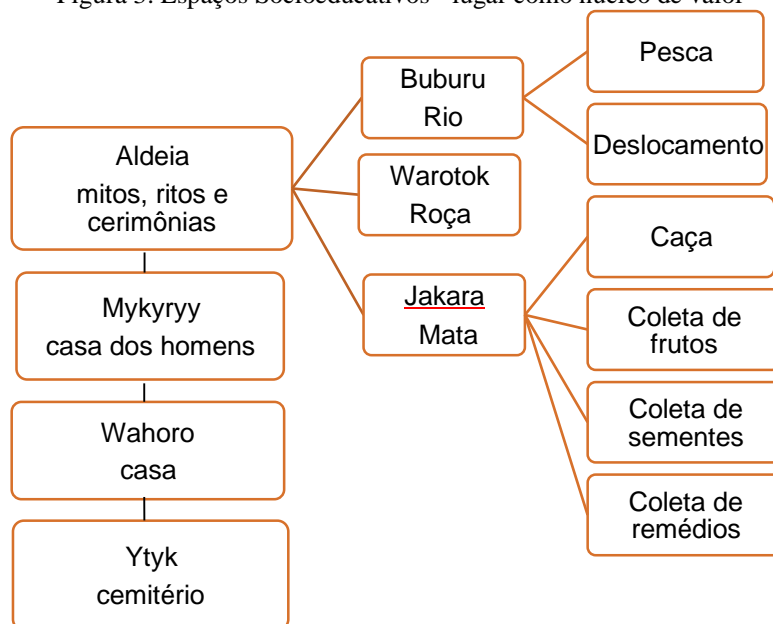 Figura 3: Espaços Socioeducativos - lugar como núcleo de valor
Aldeia
mitos, ritos e
cerimônias
Mykyryy
casa dos homens
Wahoro
casa
Ytyk
cemitério
Buburu
Rio
Warotok
Roça
Jakara
Mata
Pesca
Deslocamento
Caça
Coleta de
frutos
Coleta de
sementes
Coleta de
remédios